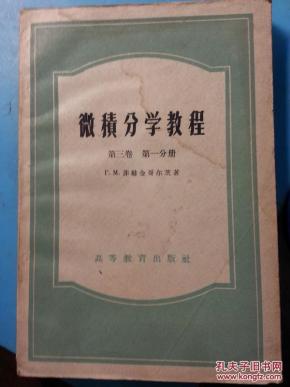 微積分学教程
第三卷 第一分册
Г. М. 菲赫金哥尔茨著
高等教育出版社
孔夫子旧书网